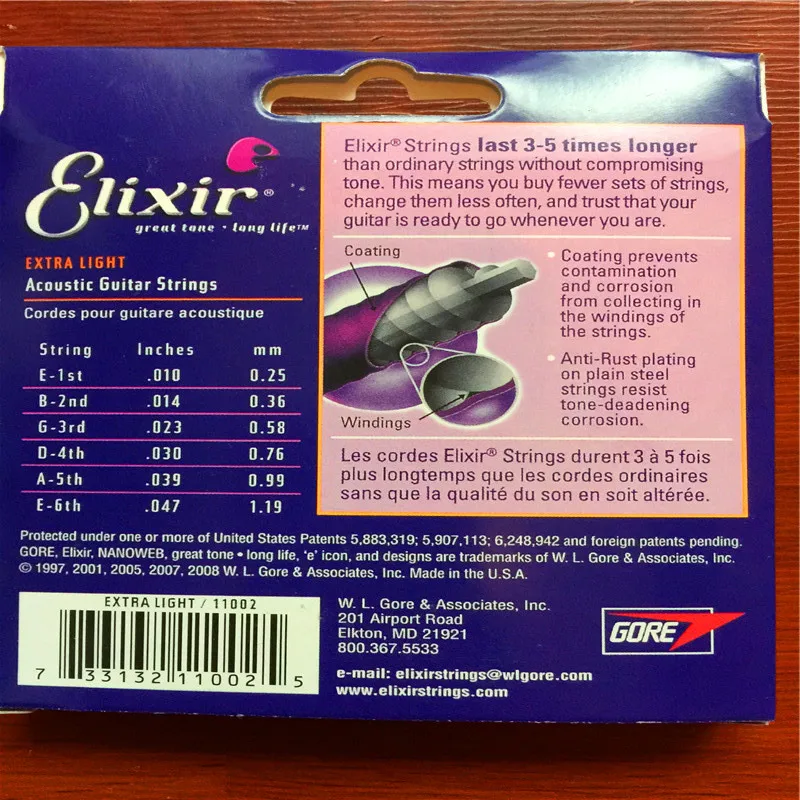 Elixir®
great tone • long life™
EXTRA LIGHT
Acoustic Guitar Strings
Cordes pour guitare acoustique
String Inches mm
E-1st .010 0.25
B-2nd .014 0.36
G-3rd .023 0.58
D-4th .030 0.76
A-5th .039 0.99
E-6th .047 1.19
Elixir® Strings last 3-5 times longer
than ordinary strings without compromising
tone. This means you buy fewer sets of strings,
change them less often, and trust that your
guitar is ready to go whenever you are.
Coating
Windings
• Coating prevents
contamination
and corrosion
from collecting in
the windings of
the strings.
• Anti-Rust plating
on plain steel
strings resist
tone-deadening
corrosion.
Les cordes Elixir® Strings durent 3 à 5 fois
plus longtemps que les cordes ordinaires
sans que la qualité du son en soit altérée.
Protected under one or more of United States Patents 5,883,319; 5,907,113; 6,248,942 and foreign patents pending.
GORE, Elixir, NANOWEB, great tone • long life, 'e' icon, and designs are trademarks of W. L. Gore & Associates, Inc.
© 1997, 2001, 2005, 2007, 2008 W. L. Gore & Associates, Inc. Made in the U.S.A.
EXTRA LIGHT / 11002
7 33132 11002 5
W. L. Gore & Associates, Inc.
201 Airport Road
Elkton, MD 21921
800.367.5533
e-mail: elixirstrings@wlgore.com
www.elixirstrings.com
GORE